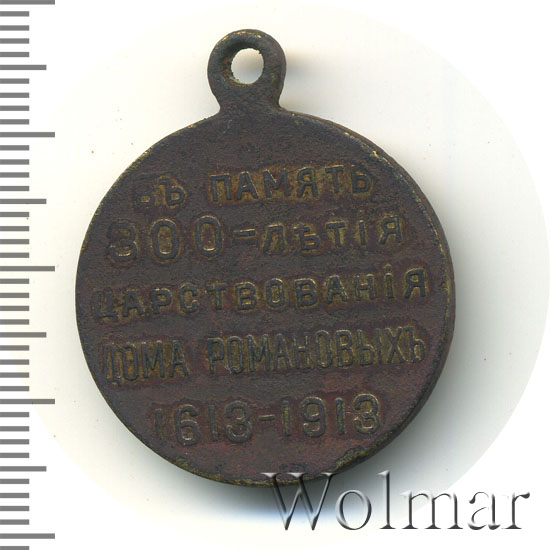 ВЪ ПАМЯТЬ
300=ЛѢТІЯ
ЦАРСТВОВАНІЯ
ДОМА РОМАНОВЫХЪ
1613-1913
Wolmar